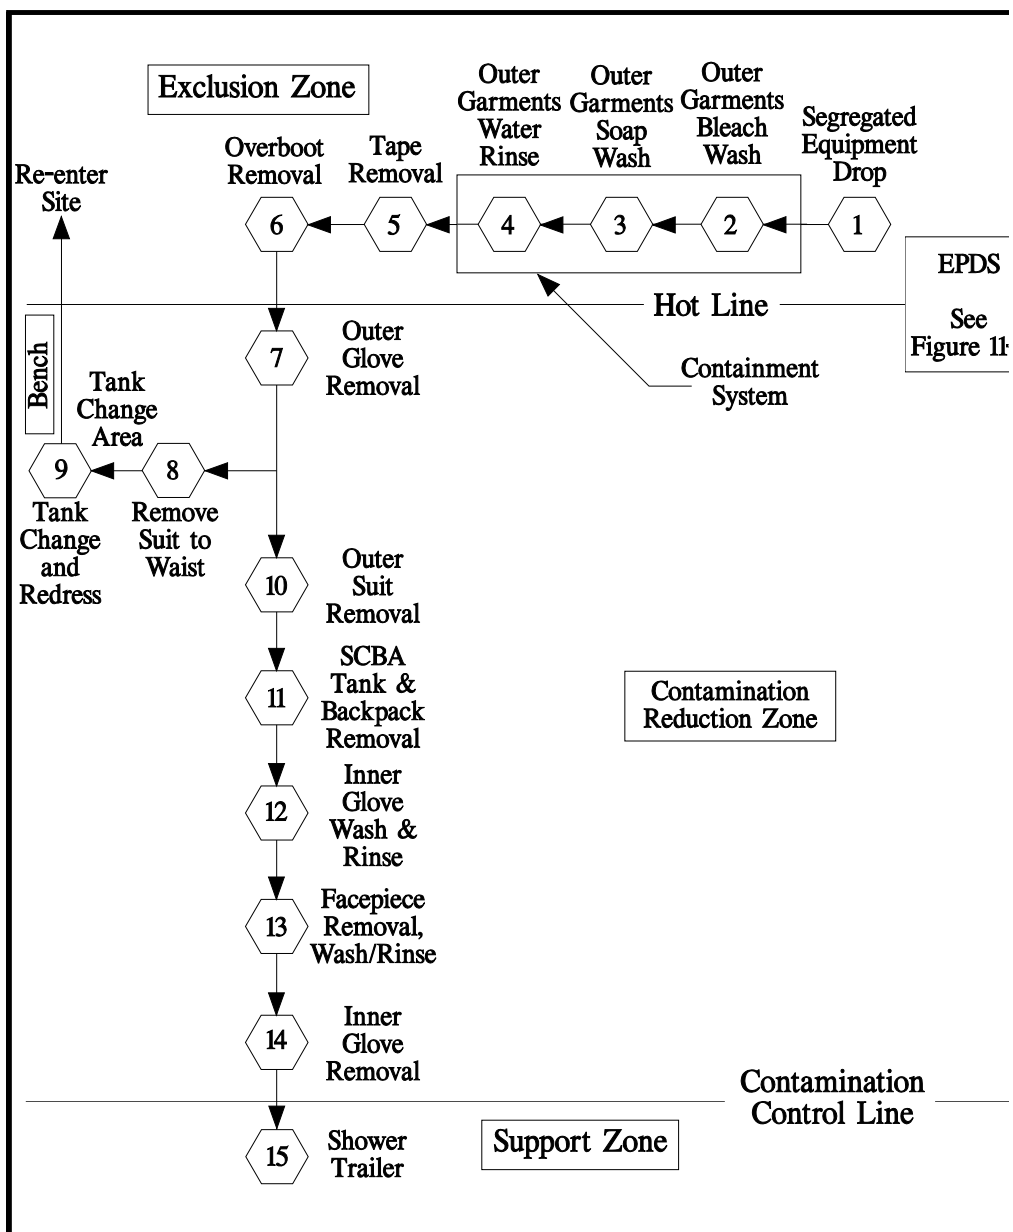 Exclusion Zone
Outer
Garments
Water
Rinse
Outer
Garments
Soap
Wash
Outer
Garments
Bleach
Wash
Segregated
Equipment
Drop
Overboot
Removal
Tape
Removal
Re-enter
Site
6
5
4
3
2
1
EPDS
See
Figure 11-
Hot Line
Containment
System
Bench
7
Outer
Glove
Removal
Tank
Change
Area
9
8
Tank
Change
and
Redress
Remove
Suit to
Waist
10
Outer
Suit
Removal
11
SCBA
Tank &
Backpack
Removal
Contamination
Reduction Zone
12
Inner
Glove
Wash &
Rinse
13
Facepiece
Removal,
Wash/Rinse
14
Inner
Glove
Removal
Contamination
Control Line
15
Shower
Trailer
Support Zone